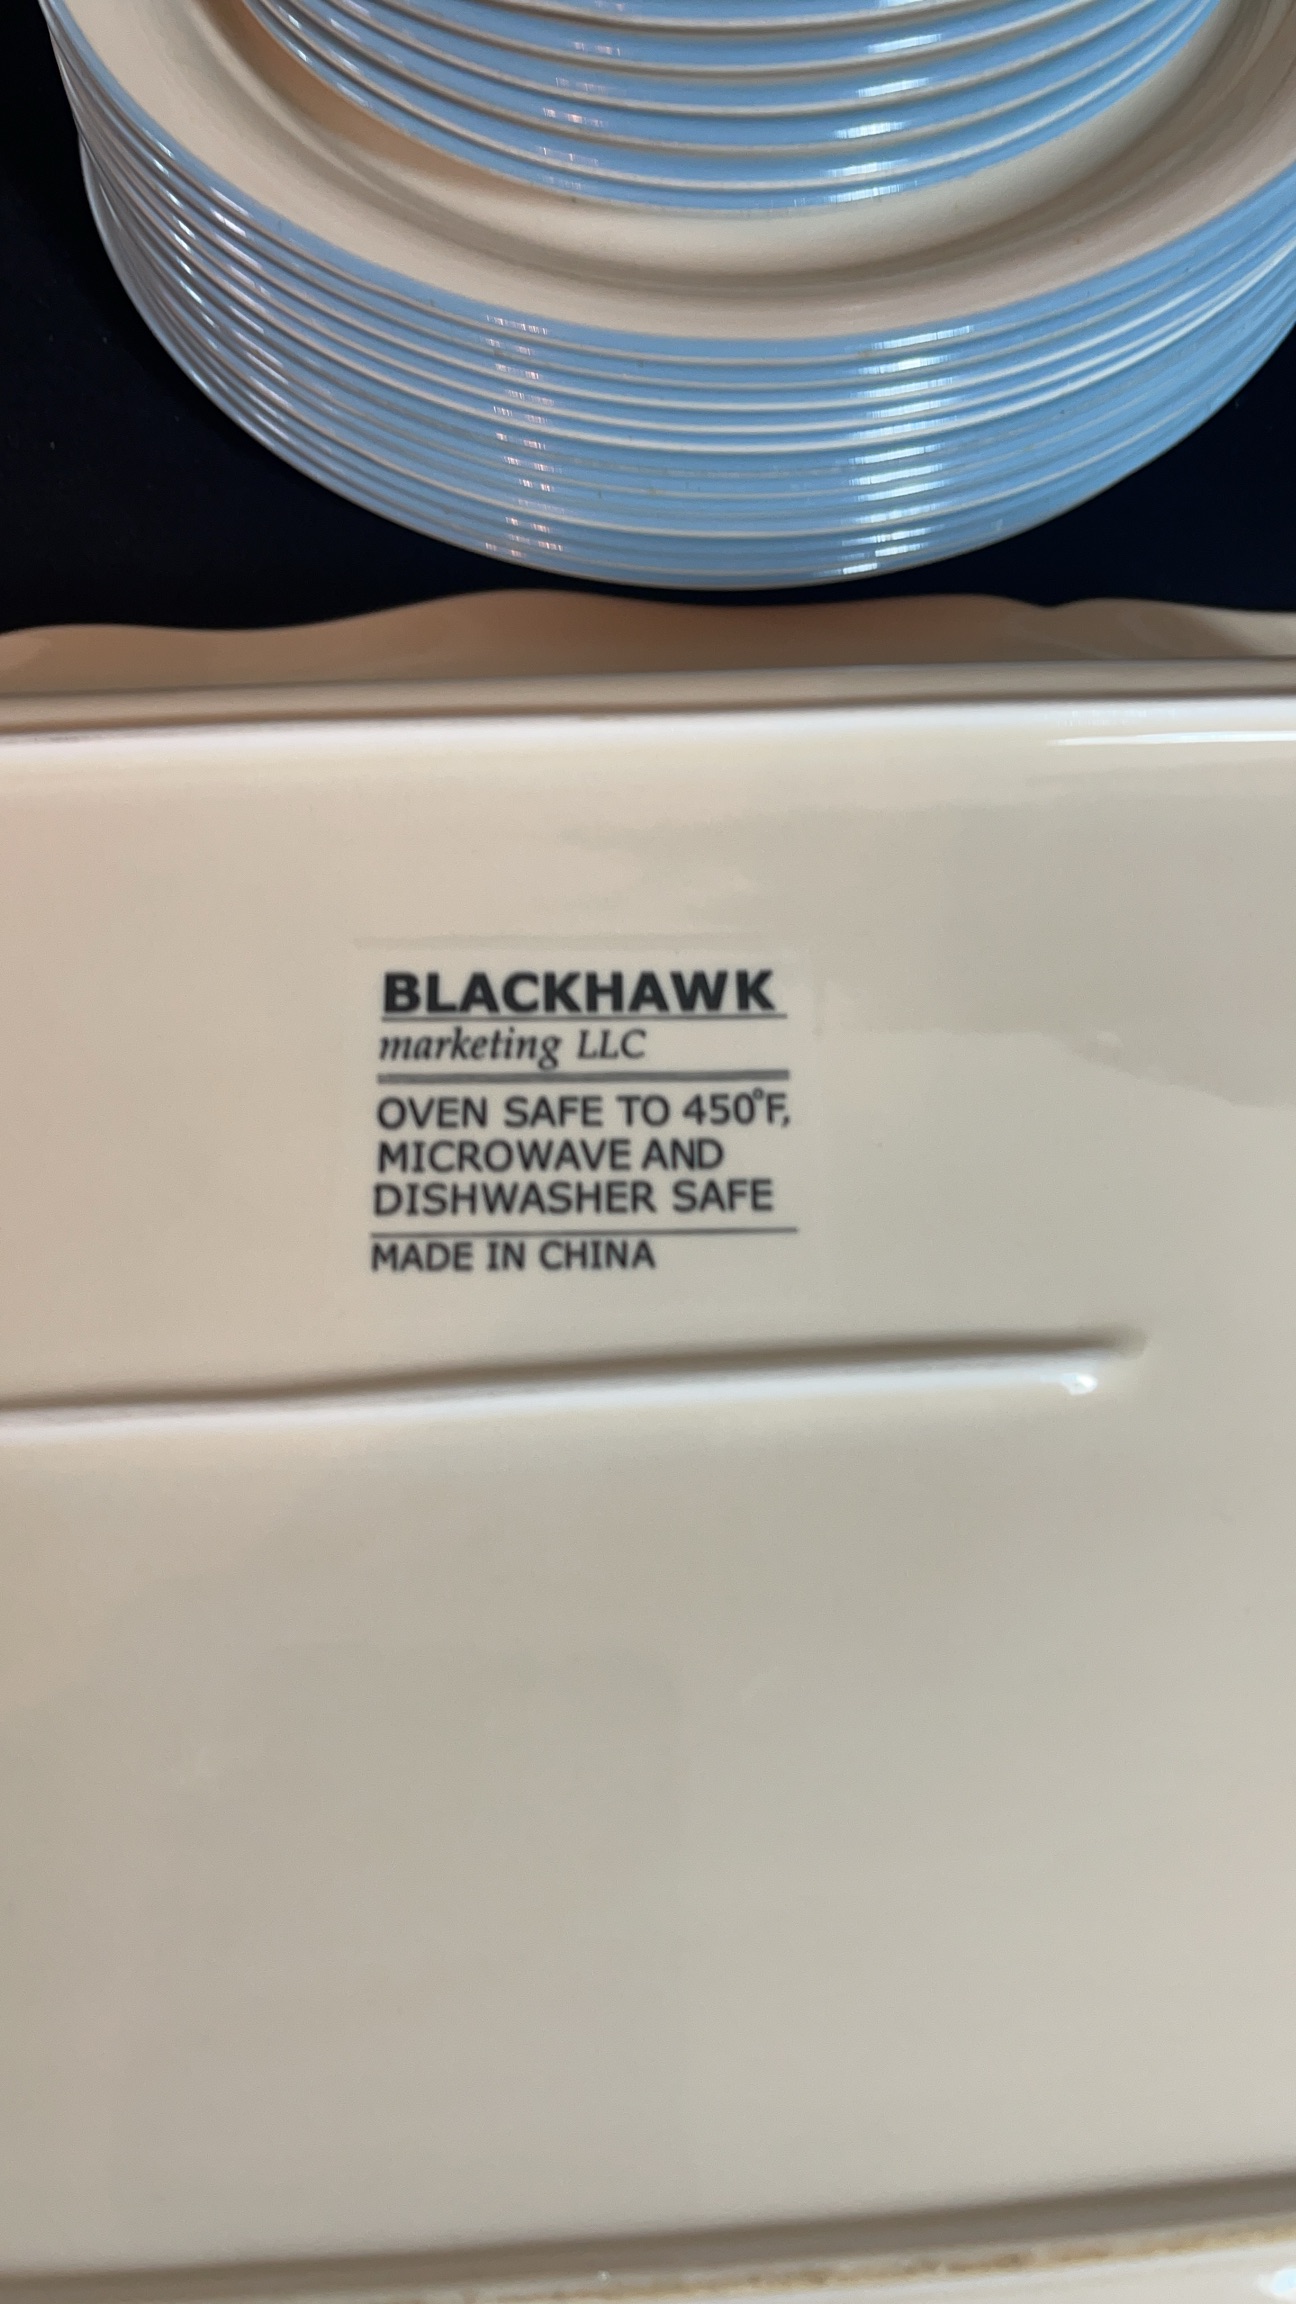 BLACKHAWK
marketing LLC
OVEN SAFE TO 450°F,
MICROWAVE AND
DISHWASHER SAFE
MADE IN CHINA